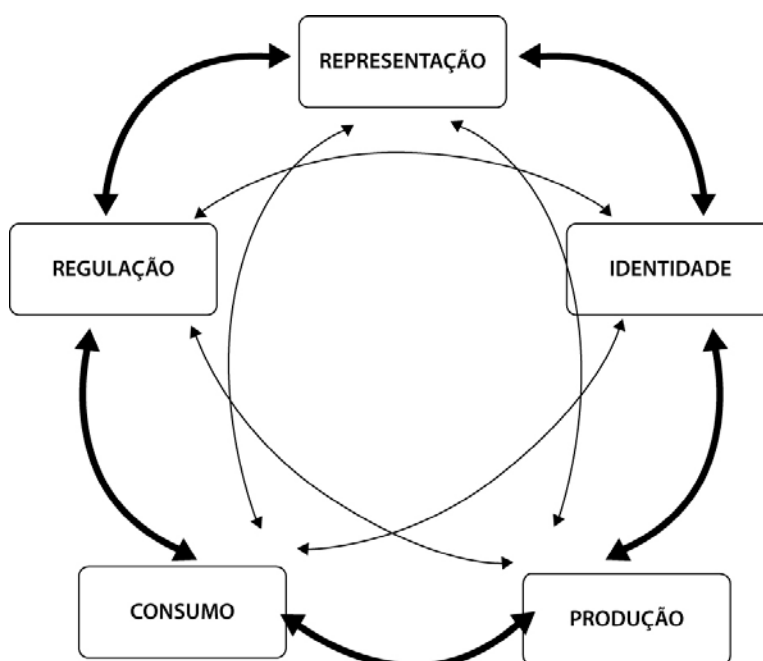 REPRESENTAÇÃO
REGULAÇÃO
IDENTIDADE
CONSUMO
PRODUÇÃO